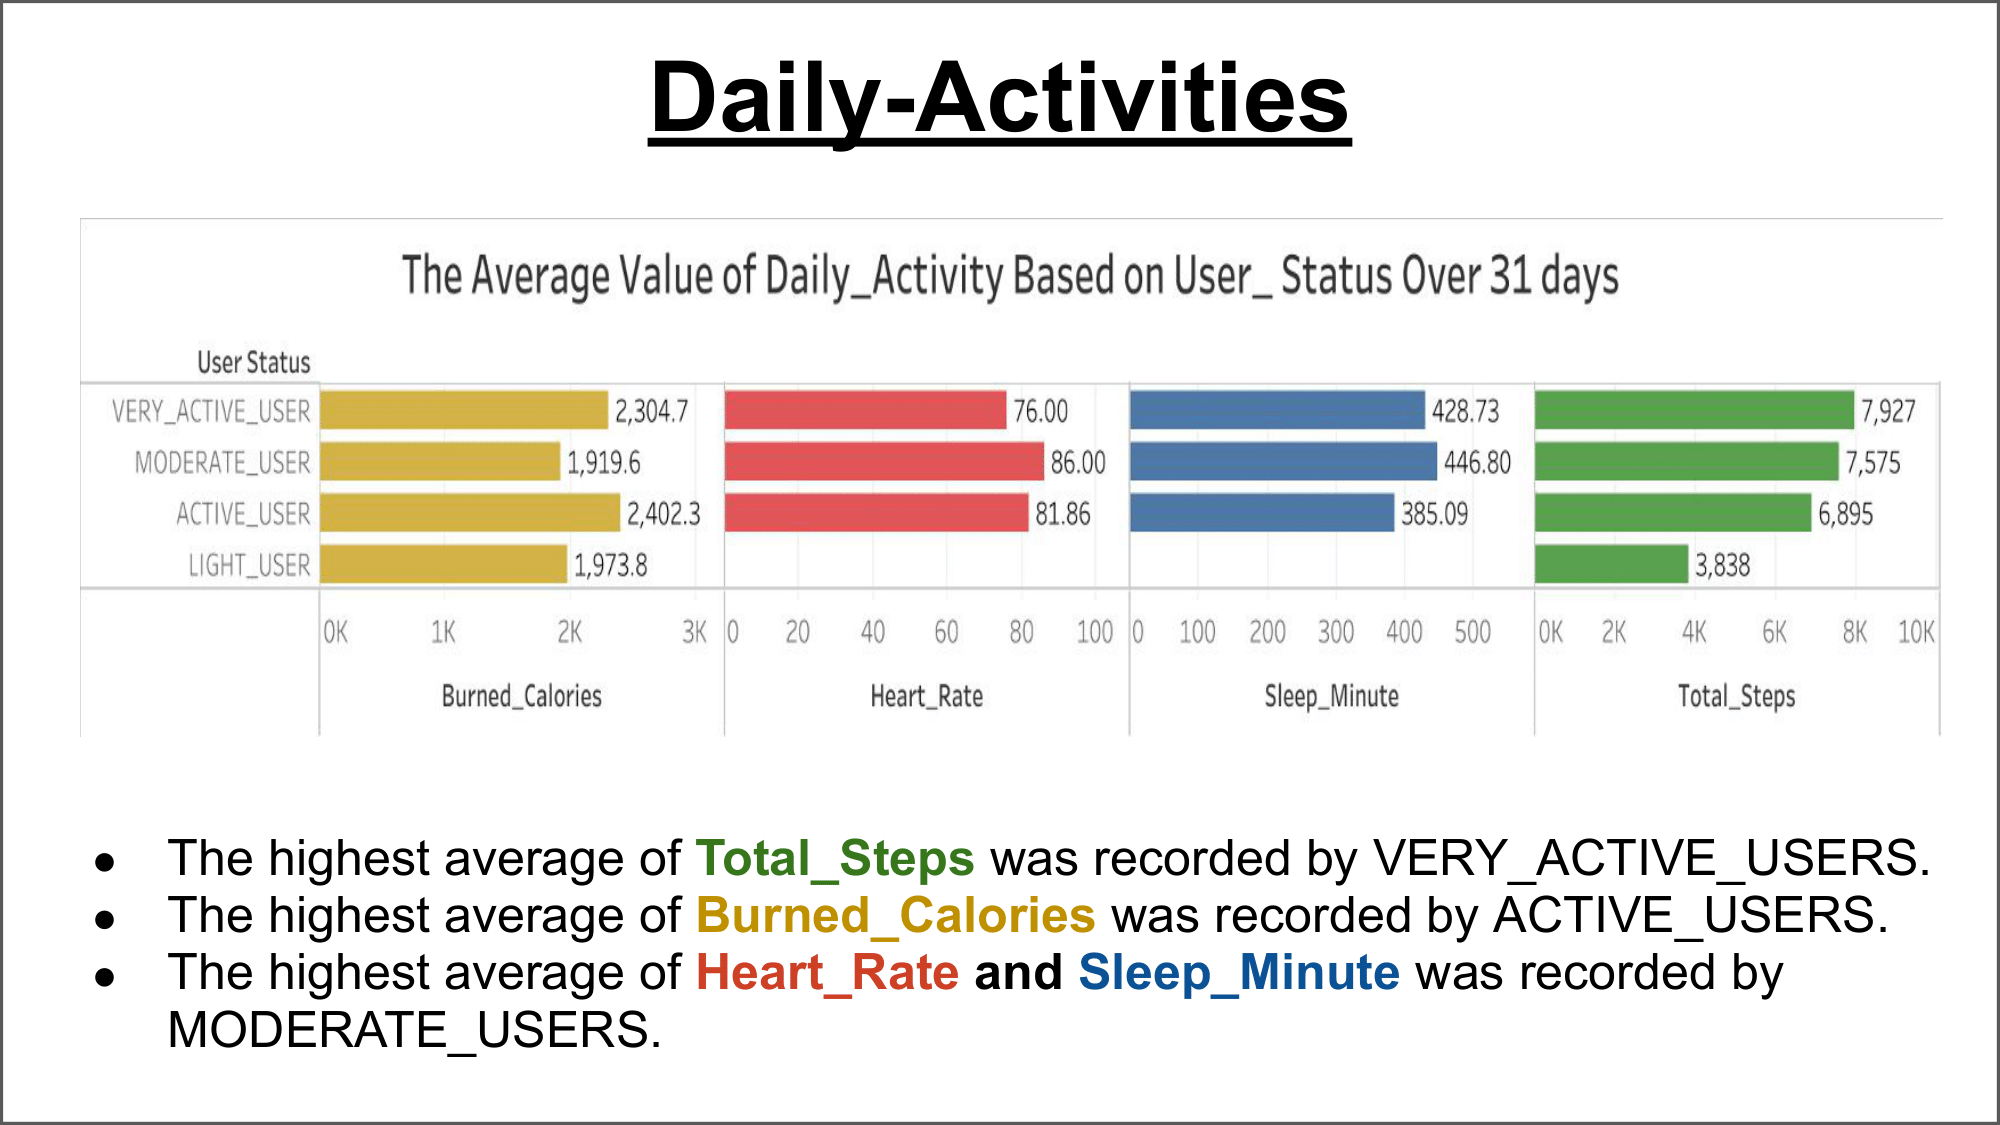 Daily-Activities
The Average Value of Daily_Activity Based on User_ Status Over 31 days
User Status
VERY_ACTIVE_USER 2,304.7 76.00 428.73 7,927
MODERATE_USER 1,919.6 86.00 446.80 7,575
ACTIVE_USER 2,402.3 81.86 385.09 6,895
LIGHT_USER 1,973.8 3,838
0K 1K 2K 3K 0 20 40 60 80 100 0 100 200 300 400 500 0K 2K 4K 6K 8K 10K
Burned_Calories Heart_Rate Sleep_Minute Total_Steps
● The highest average of Total_Steps was recorded by VERY_ACTIVE_USERS.
● The highest average of Burned_Calories was recorded by ACTIVE_USERS.
● The highest average of Heart_Rate and Sleep_Minute was recorded by
MODERATE_USERS.